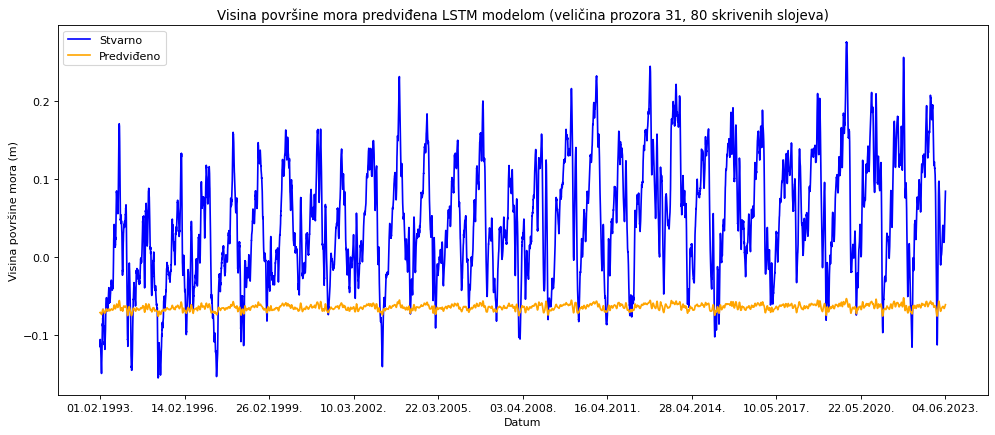 Visina površine mora predviđena LSTM modelom (veličina prozora 31, 80 skrivenih slojeva)
Stvarno
Predviđeno
Visina površine mora (m)
0.2
0.1
0.0
−0.1
01.02.1993. 14.02.1996. 26.02.1999. 10.03.2002. 22.03.2005. 03.04.2008. 16.04.2011. 28.04.2014. 10.05.2017. 22.05.2020. 04.06.2023.
Datum